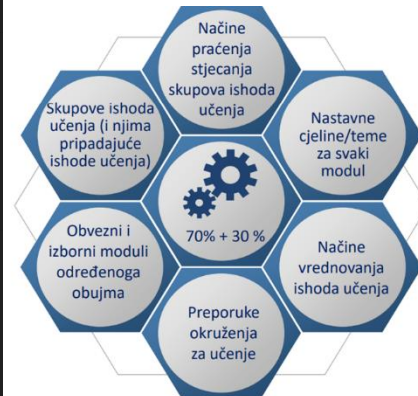 Načine
praćenja
stjecanja
skupova ishoda
učenja
Skupove ishoda
učenja (i njima
pripadajuće
ishode učenja)
Nastavne
cjeline/teme
za svaki
modul
70% + 30 %
Obvezni i
izborni moduli
određenoga
obujma
Načine
vrednovanja
ishoda učenja
Preporuke
okruženja
za učenje